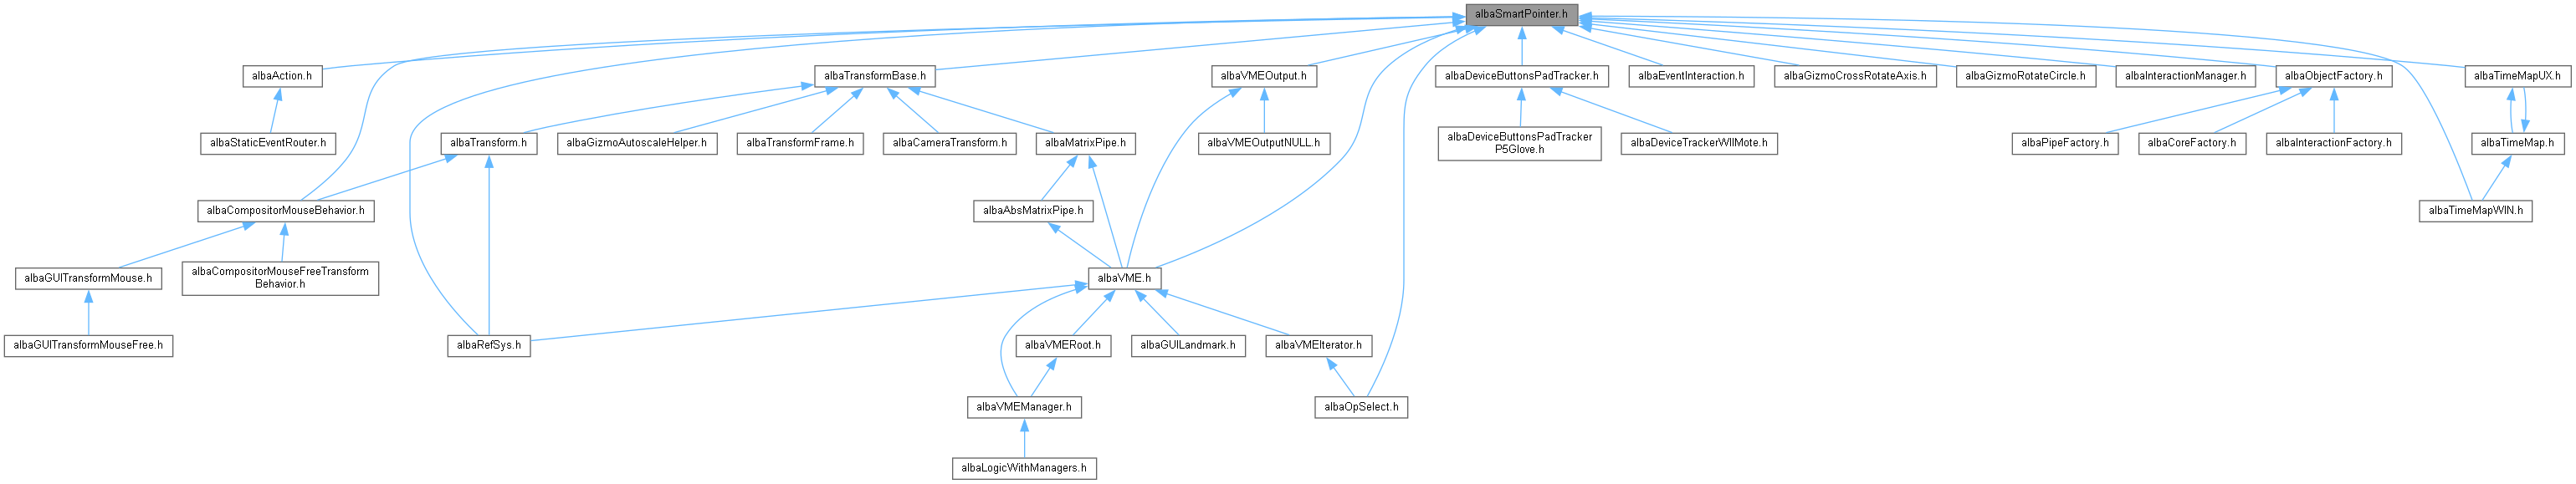 albaSmartPointer.h
albaAction.h
albaTransformBase.h
albaVMEOutput.h
albaDeviceButtonsPadTracker.h
albaEventInteraction.h
albaGizmoCrossRotateAxis.h
albaGizmoRotateCircle.h
albaInteractionManager.h
albaObjectFactory.h
albaTimeMapUX.h
albaStaticEventRouter.h
albaTransform.h
albaGizmoAutoscaleHelper.h
albaTransformFrame.h
albaCameraTransform.h
albaMatrixPipe.h
albaVMEOutputNULL.h
albaDeviceButtonsPadTracker
P5Glove.h
albaDeviceTrackerWIIMote.h
albaPipeFactory.h
albaCoreFactory.h
albaInteractionFactory.h
albaTimeMap.h
albaCompositorMouseBehavior.h
albaAbsMatrixPipe.h
albaTimeMapWIN.h
albaGUITransformMouse.h
albaCompositorMouseFreeTransform
Behavior.h
albaVME.h
albaGUITransformMouseFree.h
albaRefSys.h
albaVMERoot.h
albaGUILandmark.h
albaVMEIterator.h
albaVMEManager.h
albaOpSelect.h
albaLogicWithManagers.h